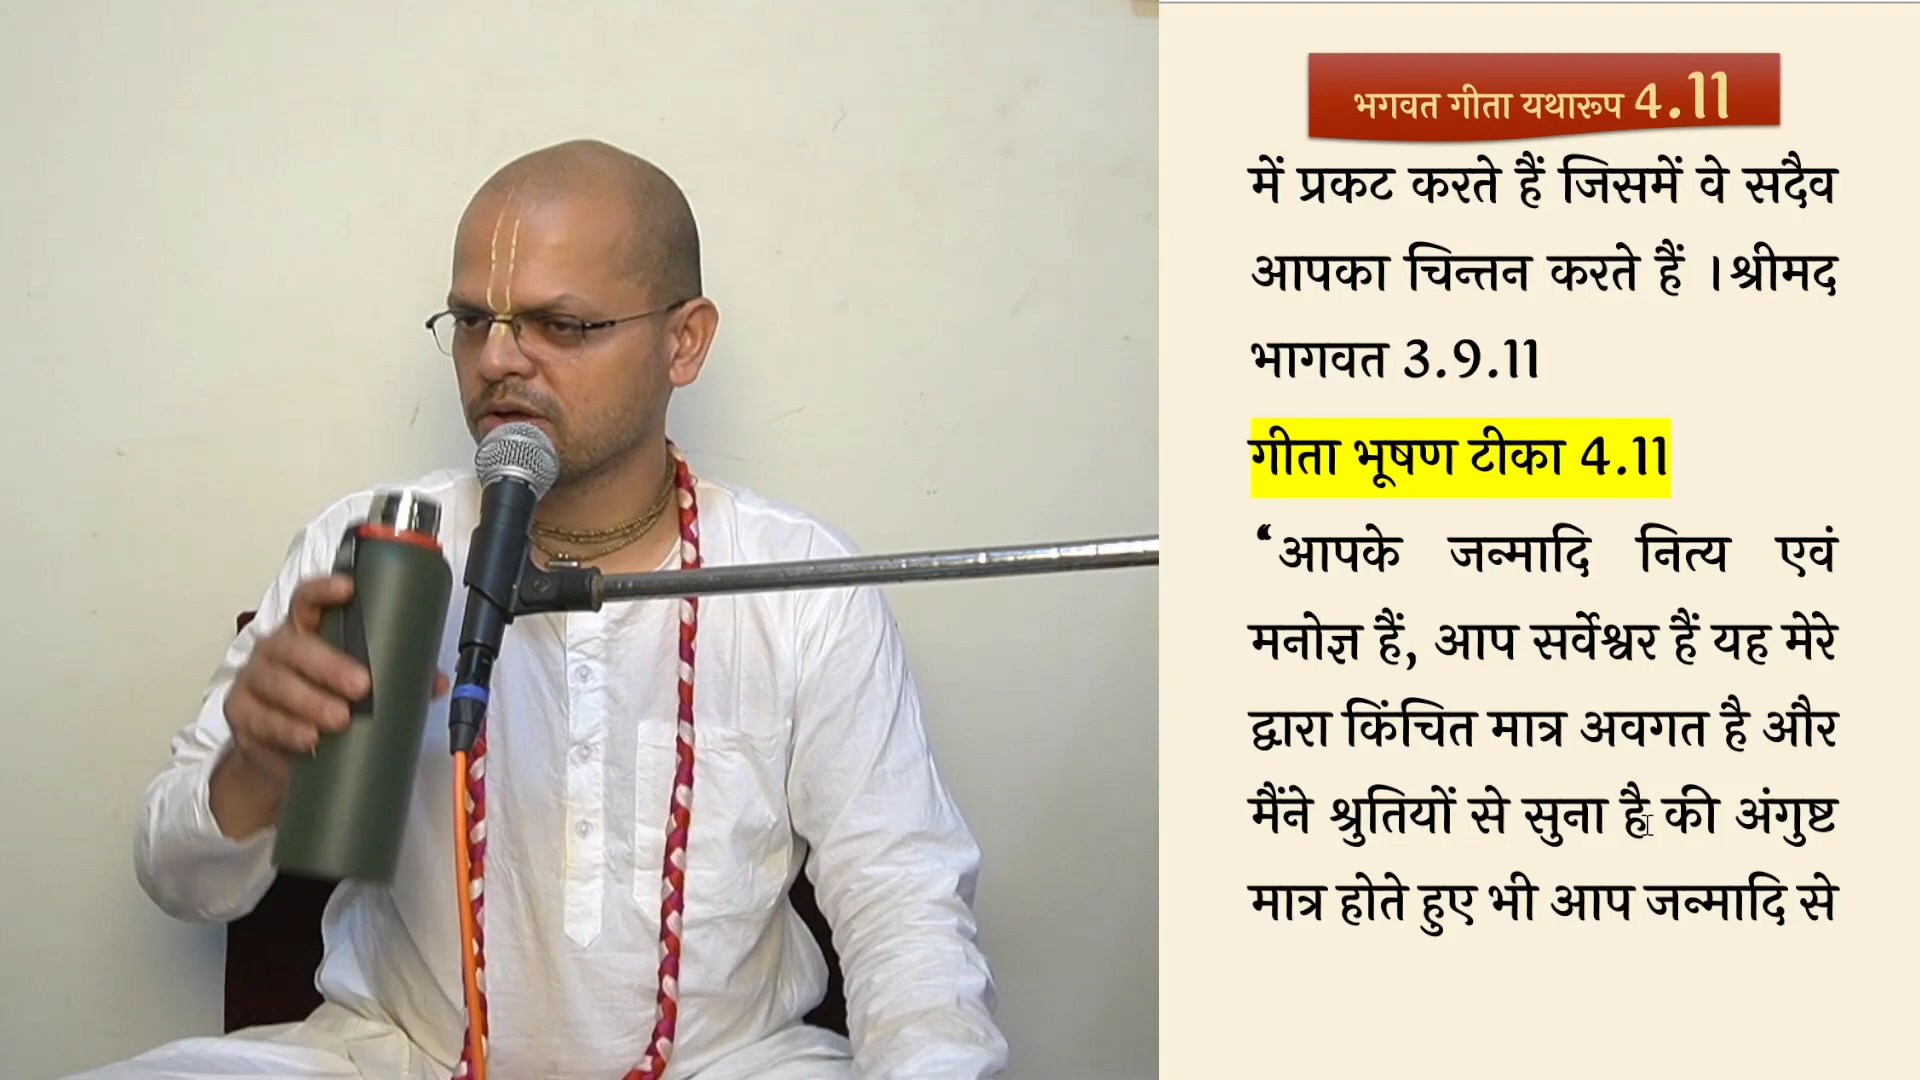 भगवत गीता यथारूप 4.11
में प्रकट करते हैं जिसमें वे सदैव
आपका चिन्तन करते हैं ।श्रीमद
भागवत 3.9.11
गीता भूषण टीका 4.11
“आपके जन्मादि नित्य एवं
मनोज्ञ हैं, आप सर्वेश्वर हैं यह मेरे
द्वारा किंचित मात्र अवगत है और
मैंने श्रुतियों से सुना है की अंगुष्ट
मात्र होते हुए भी आप जन्मादि से